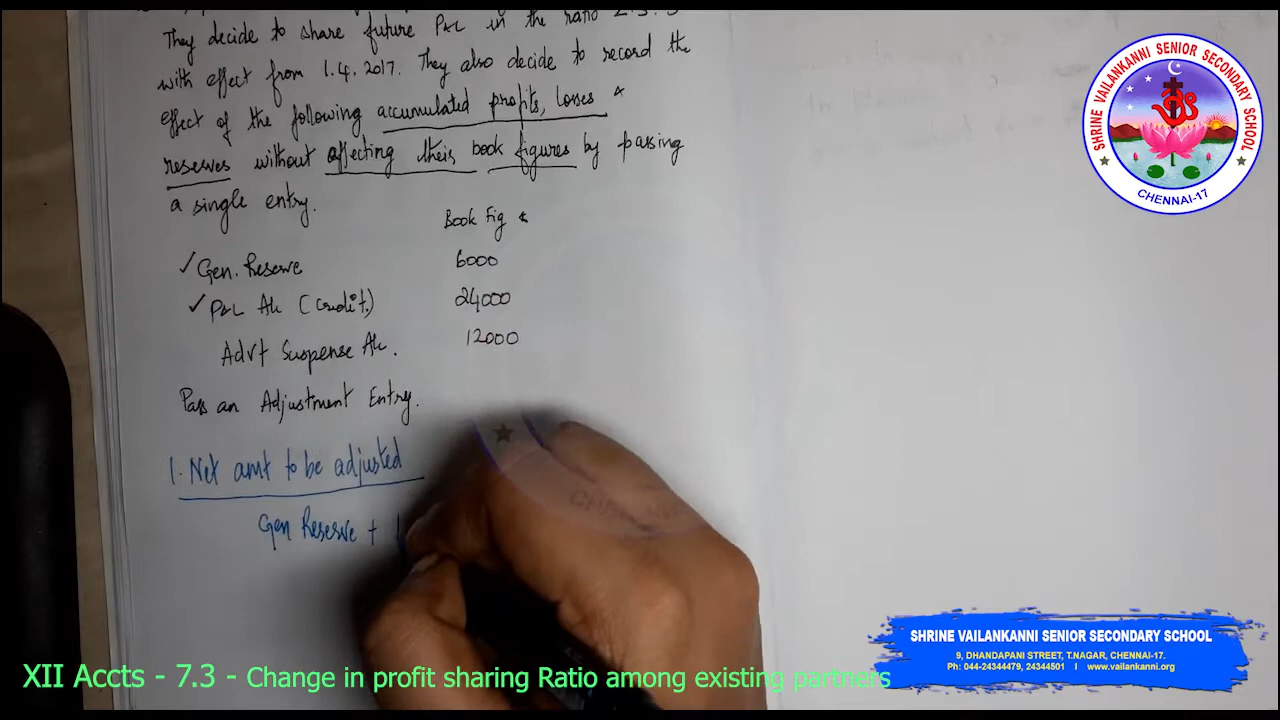 They decide to share future P&L in the ratio 2:3:5
with effect from 1.4.2017. They also decide to record the
effect of the following accumulated profits, losses &
reserves without affecting their book figures by passing
a single entry.
Book Fig
✓Gen. Reserve 6000
✓P&L A/c (Credit) 24000
Advt Suspense A/c. 12000
Pass an Adjustment Entry.
1. Net amt to be adjusted
Gen Reserve +
SHRINE VAILANKANNI SENIOR SECONDARY SCHOOL
CHENNAI-17
SHRINE VAILANKANNI SENIOR SECONDARY SCHOOL
9, DHANDAPANI STREET, T.NAGAR, CHENNAI-17.
Ph: 044-24344479, 24344501 I www.vailankanni.org
XII Accts - 7.3 - Change in profit sharing Ratio among existing partners